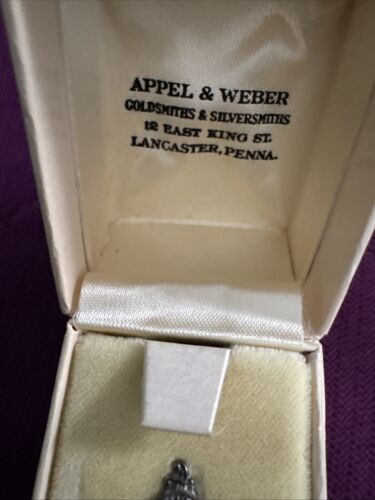 APPEL & WEBER
GOLDSMITHS & SILVERSMITHS
12 EAST KING ST.
LANCASTER, PENNA.